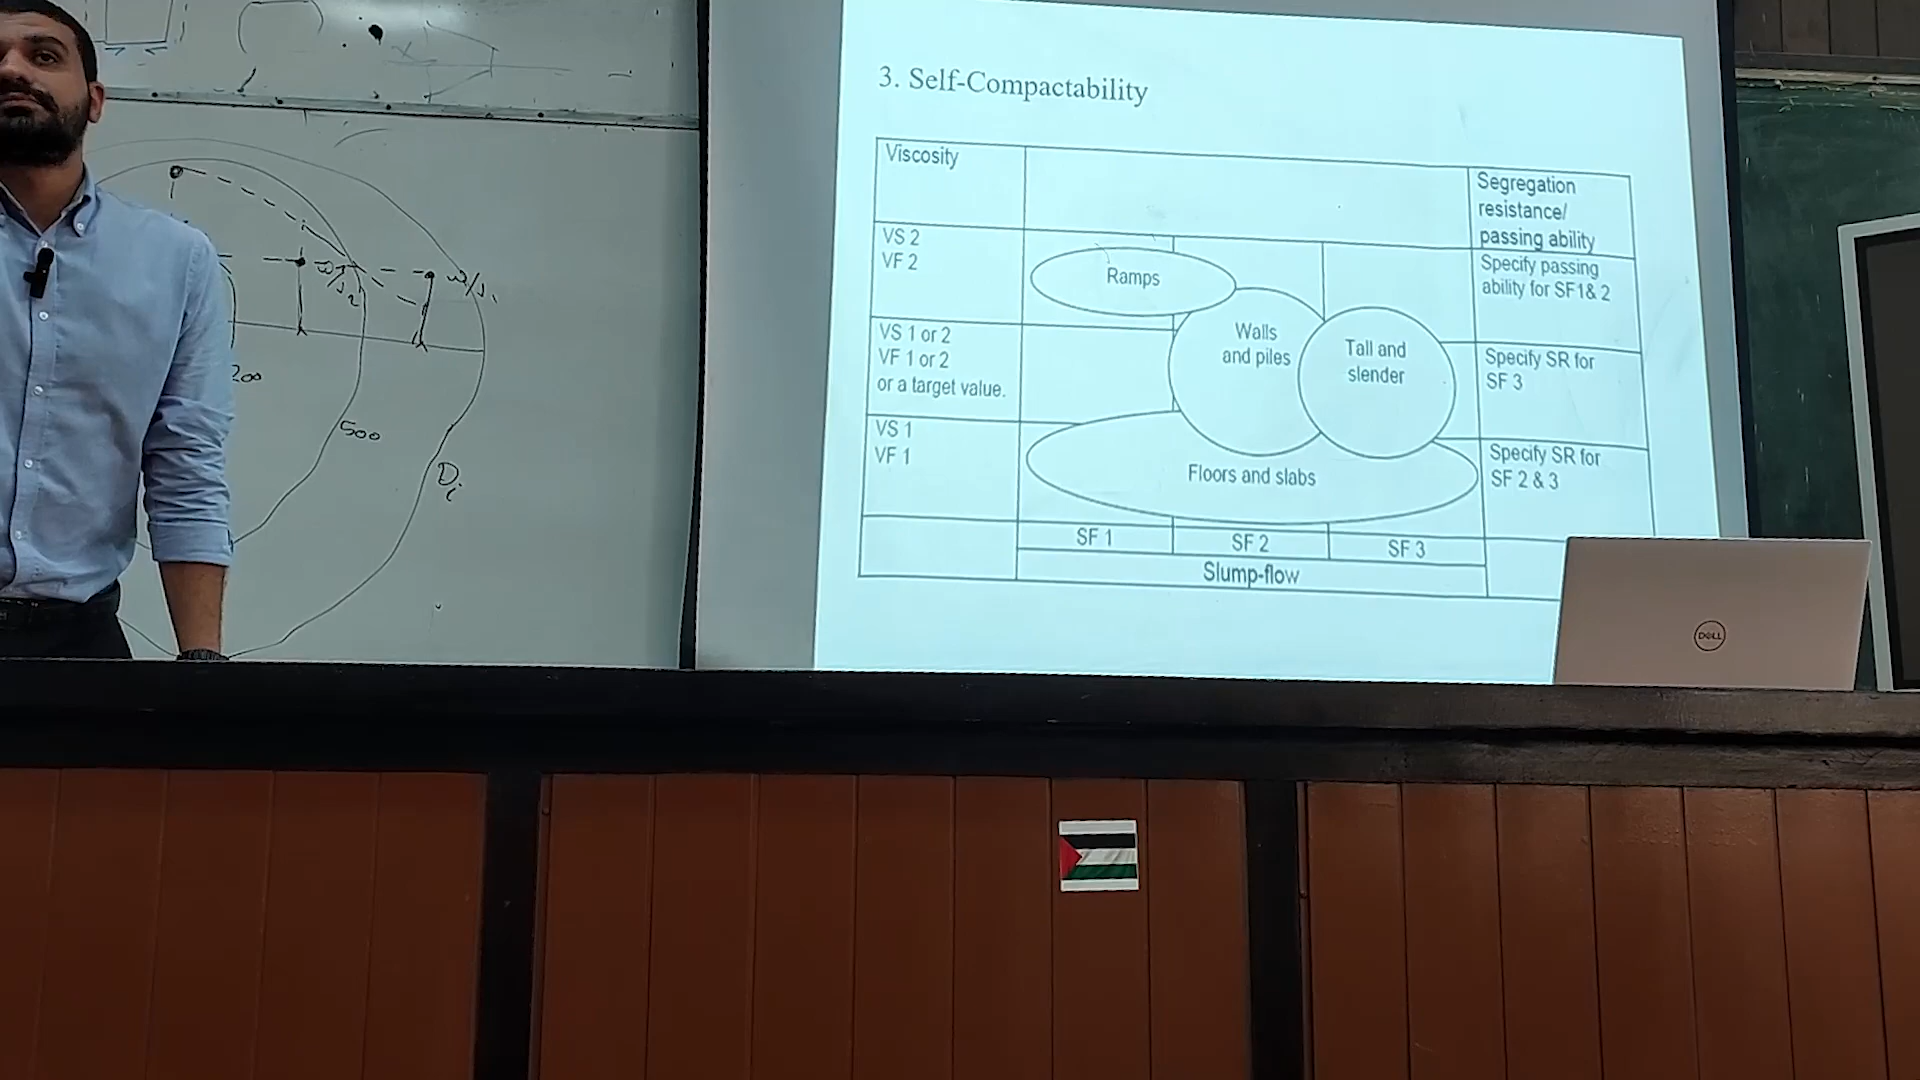 3. Self-Compactability
Viscosity
Segregation
resistance/
passing ability
VS 2
VF 2
Ramps
Specify passing
ability for SF1& 2
VS 1 or 2
VF 1 or 2
or a target value.
Walls
and piles
Tall and
slender
Specify SR for
SF 3
VS 1
VF 1
Floors and slabs
Specify SR for
SF 2 & 3
SF 1
SF 2
SF 3
Slump-flow
200
500
Di
DELL